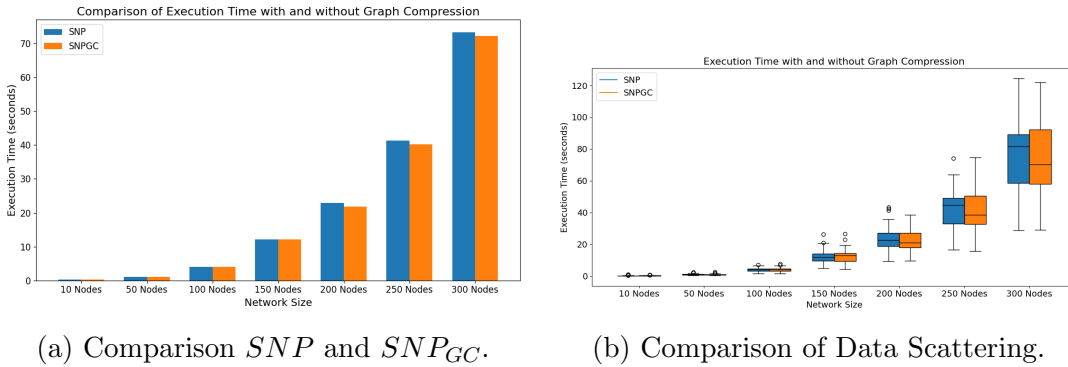 Comparison of Execution Time with and without Graph Compression
SNP
SNPGC
Execution Time (seconds)
70
60
50
40
30
20
10
0
10 Nodes 50 Nodes 100 Nodes 150 Nodes 200 Nodes 250 Nodes 300 Nodes
Network Size
(a) Comparison SNP and SNP_GC.
Execution Time with and without Graph Compression
SNP
SNPGC
Execution Time (seconds)
120
100
80
60
40
20
0
10 Nodes 50 Nodes 100 Nodes 150 Nodes 200 Nodes 250 Nodes 300 Nodes
Network Size
(b) Comparison of Data Scattering.